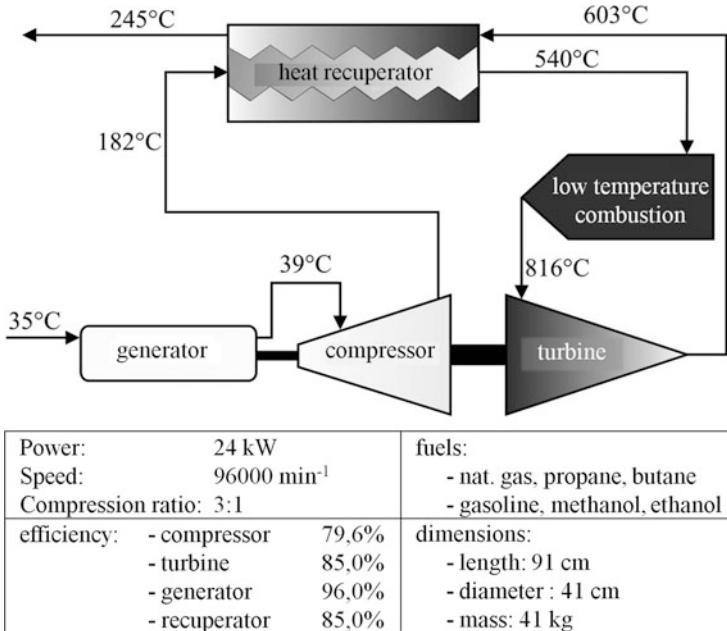 245°C
603°C
heat recuperator
540°C
182°C
low temperature
combustion
39°C
816°C
35°C
generator
compressor
turbine
Power: 24 kW
Speed: 96000 min⁻¹
Compression ratio: 3:1
fuels:
- nat. gas, propane, butane
- gasoline, methanol, ethanol
efficiency: - compressor 79,6%
- turbine 85,0%
- generator 96,0%
- recuperator 85,0%
dimensions:
- length: 91 cm
- diameter : 41 cm
- mass: 41 kg